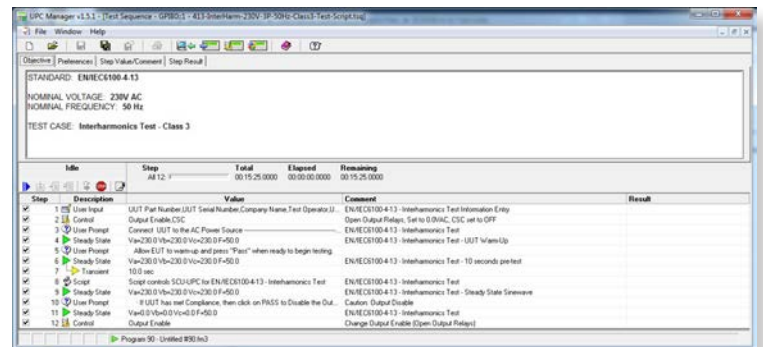 UPC Manager v1.5.1 - [Test Sequence - GPIB0:1 - 413-InterHarm-230V-3P-50Hz-Class3-Test-Script.tsq]
File Window Help
Objective Preferences Step Value/Comment Step Result
STANDARD: EN/IEC6100-4-13
NOMINAL VOLTAGE: 230V AC
NOMINAL FREQUENCY: 50 Hz
TEST CASE: Interharmonics Test - Class 3
Idle Step Total Elapsed Remaining
All 12: 00:15:25.0000 00:00:00.0000 00:15:25.0000
Step Description Value Comment Result
1 User Input UUT Part Number,UUT Serial Number,Company Name,Test Operator,U... EN/IEC6100-4-13 - Interharmonics Test Information Entry
2 Control Output Enable,CSC Open Output Relays, Set to 0.0VAC, CSC set to OFF
3 User Prompt Connect UUT to the AC Power Source ... EN/IEC6100-4-13 - Interharmonics Test
4 Steady State Va=230.0 Vb=230.0 Vc=230.0 F=50.0 EN/IEC6100-4-13 - Interharmonics Test - UUT Warm-Up
5 User Prompt Allow EUT to warm-up and press "Pass" when ready to begin testing.
6 Steady State Va=230.0 Vb=230.0 Vc=230.0 F=50.0 EN/IEC6100-4-13 - Interharmonics Test - 10 seconds pre-test
7 Transient 10.0 sec
8 Script Script controls SCU-UPC for EN/IEC6100-4-13 - Interharmonics Test EN/IEC6100-4-13 - Interharmonics Test
9 Steady State Va=230.0 Vb=230.0 Vc=230.0 F=50.0 EN/IEC6100-4-13 - Interharmonics Test - Steady State Sinewave
10 User Prompt If UUT has met Compliance, then click on PASS to Disable the Out... Caution: Output Disable
11 Steady State Va=0.0 Vb=0.0 Vc=0.0 F=50.0 EN/IEC6100-4-13 - Interharmonics Test
12 Control Output Enable Change Output Enable (Open Output Relays)
Program 90 - Untitled #90.fm3